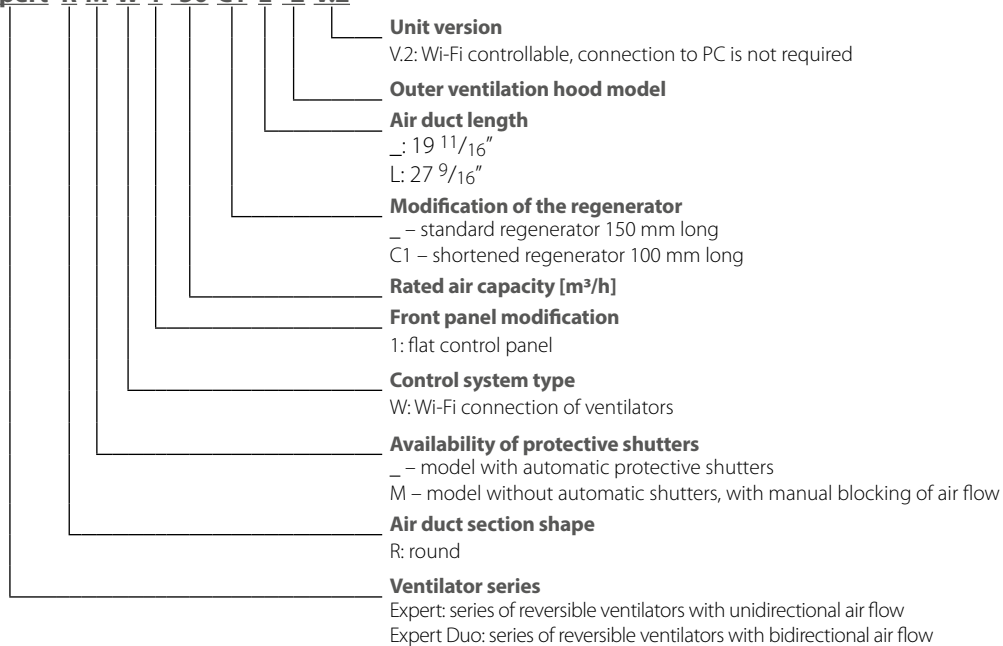 Unit version
V.2: Wi-Fi controllable, connection to PC is not required
Outer ventilation hood model
Air duct length
_: 19 11/16"
L: 27 9/16"
Modification of the regenerator
_ – standard regenerator 150 mm long
C1 – shortened regenerator 100 mm long
Rated air capacity [m³/h]
Front panel modification
1: flat control panel
Control system type
W: Wi-Fi connection of ventilators
Availability of protective shutters
_ – model with automatic protective shutters
M – model without automatic shutters, with manual blocking of air flow
Air duct section shape
R: round
Ventilator series
Expert: series of reversible ventilators with unidirectional air flow
Expert Duo: series of reversible ventilators with bidirectional air flow